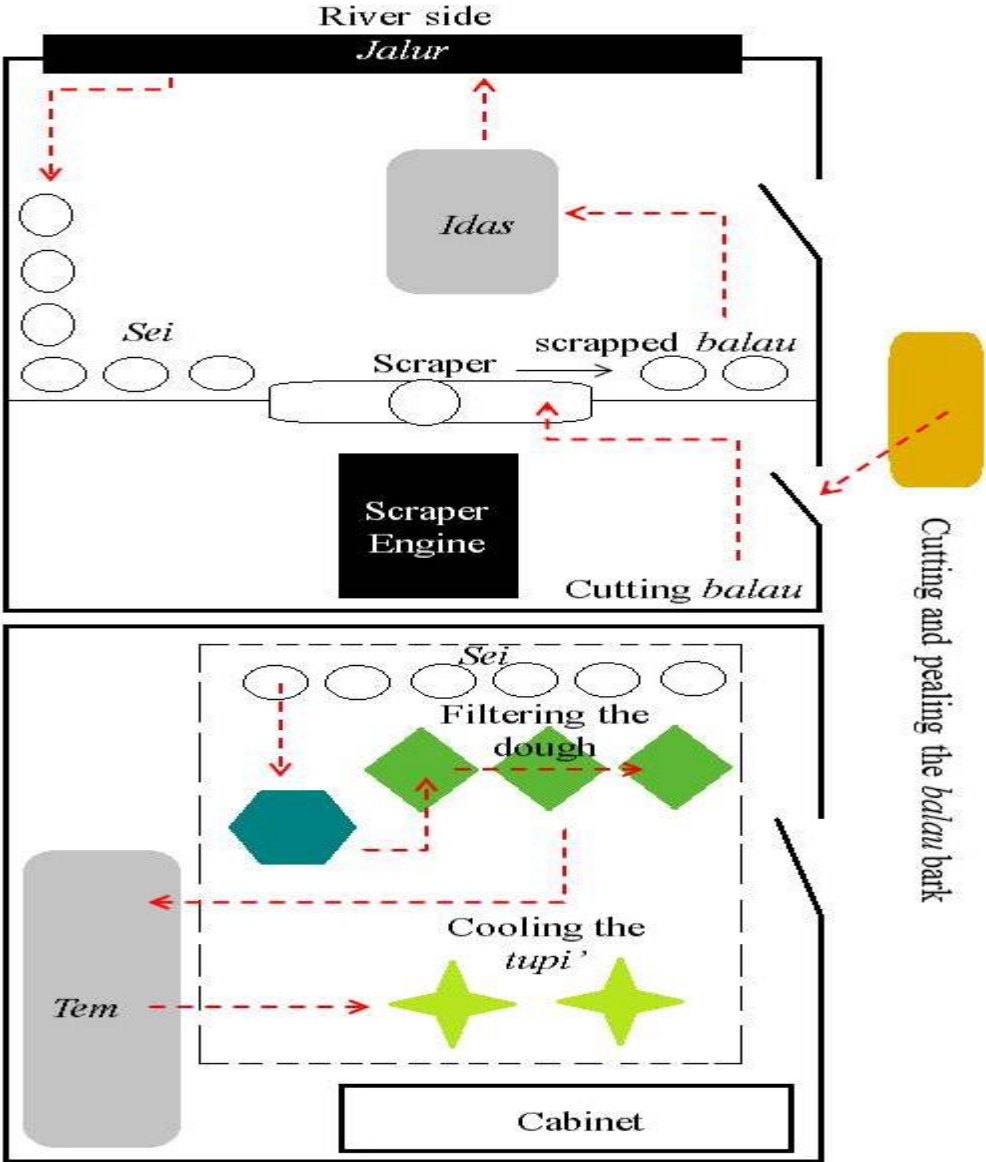 River side
Jalur
Idas
Sei
scrapped balau
Scraper
Scraper
Engine
Cutting balau
Cutting and pealing the balau bark
Sei
Filtering the
dough
Cooling the
tupi’
Tem
Cabinet